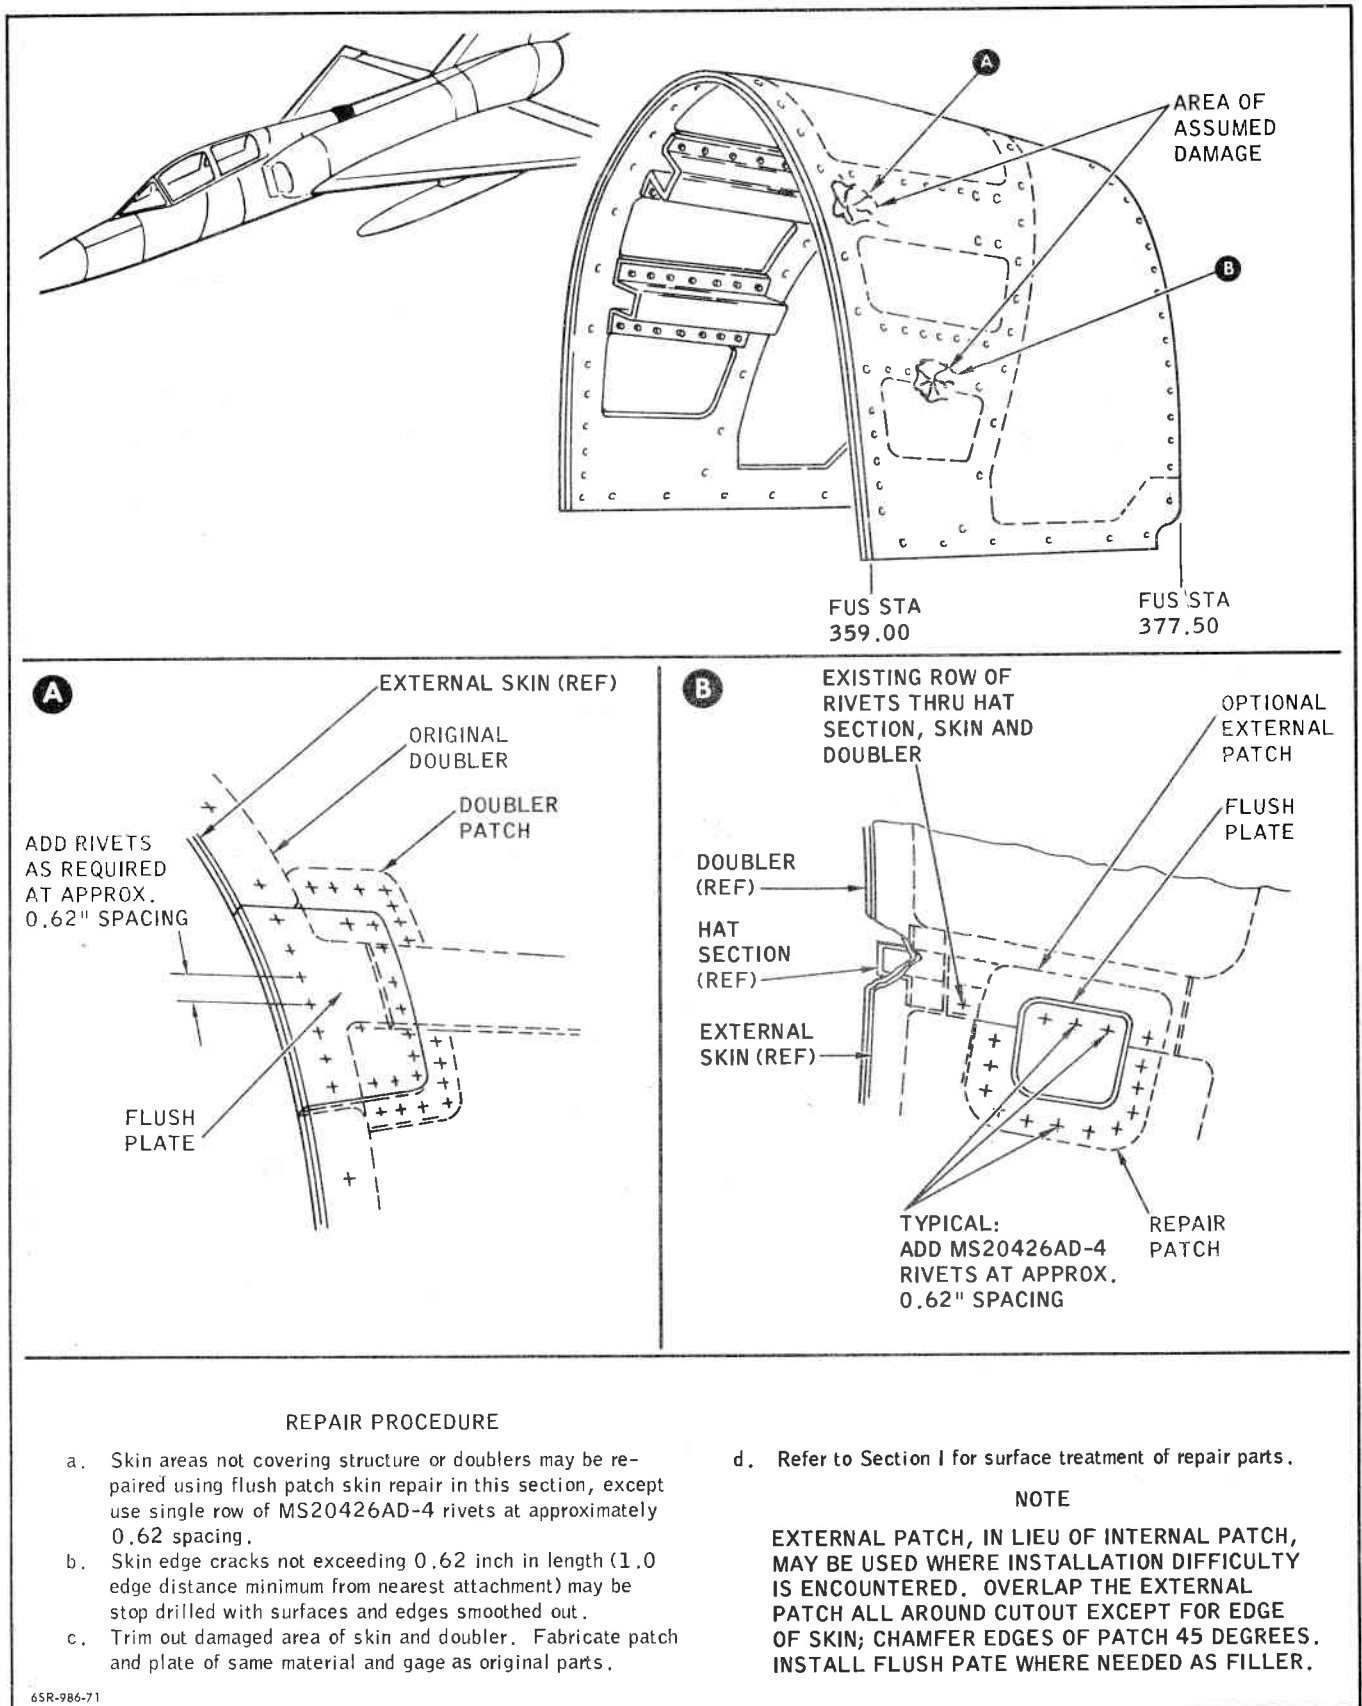 A
AREA OF
ASSUMED
DAMAGE
B
FUS STA
359.00
FUS STA
377.50
A
EXTERNAL SKIN (REF)
ORIGINAL
DOUBLER
DOUBLER
PATCH
ADD RIVETS
AS REQUIRED
AT APPROX.
0.62" SPACING
FLUSH
PLATE
B
EXISTING ROW OF
RIVETS THRU HAT
SECTION, SKIN AND
DOUBLER
OPTIONAL
EXTERNAL
PATCH
FLUSH
PLATE
DOUBLER
(REF)
HAT
SECTION
(REF)
EXTERNAL
SKIN (REF)
TYPICAL:
ADD MS20426AD-4
RIVETS AT APPROX.
0.62" SPACING
REPAIR
PATCH
REPAIR PROCEDURE
a. Skin areas not covering structure or doublers may be re-
paired using flush patch skin repair in this section, except
use single row of MS20426AD-4 rivets at approximately
0.62 spacing.
b. Skin edge cracks not exceeding 0.62 inch in length (1.0
edge distance minimum from nearest attachment) may be
stop drilled with surfaces and edges smoothed out.
c. Trim out damaged area of skin and doubler. Fabricate patch
and plate of same material and gage as original parts.
d. Refer to Section I for surface treatment of repair parts.
NOTE
EXTERNAL PATCH, IN LIEU OF INTERNAL PATCH,
MAY BE USED WHERE INSTALLATION DIFFICULTY
IS ENCOUNTERED. OVERLAP THE EXTERNAL
PATCH ALL AROUND CUTOUT EXCEPT FOR EDGE
OF SKIN; CHAMFER EDGES OF PATCH 45 DEGREES.
INSTALL FLUSH PATE WHERE NEEDED AS FILLER.
65R-986-71